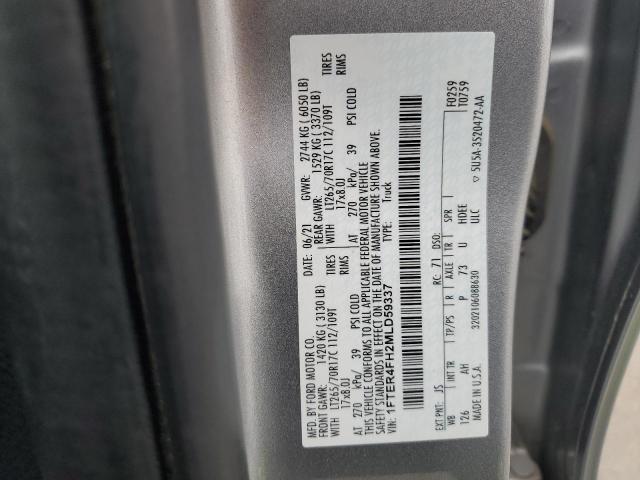 MFD. BY FORD MOTOR CO.
DATE: 06/21 GVWR: 2744 KG ( 6050 LB)
FRONT GAWR: 1420 KG ( 3130 LB) REAR GAWR: 1529 KG ( 3370 LB)
WITH LT265/70R17C 112/109T TIRES WITH LT265/70R17C 112/109T TIRES
17x8.0J RIMS 17x8.0J RIMS
AT 270 kPa/ 39 PSI COLD AT 270 kPa/ 39 PSI COLD
THIS VEHICLE CONFORMS TO ALL APPLICABLE FEDERAL MOTOR VEHICLE
SAFETY STANDARDS IN EFFECT ON THE DATE OF MANUFACTURE SHOWN ABOVE.
VIN: 1FTER4FH2MLD59337 TYPE: Truck
F0259
T0759
EXT PNT: JS RC: 71 DSO:
WB INT TR TP/PS R AXLE TR SPR
126 AH P 73 U HDEE
ULC
MADE IN U.S.A. 3202106088630 ▽ 5U5A-3520472-AA